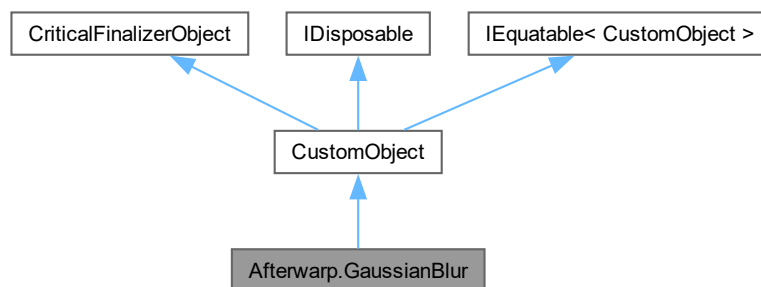 CriticalFinalizerObject
IDisposable
IEquatable< CustomObject >
CustomObject
Afterwarp.GaussianBlur